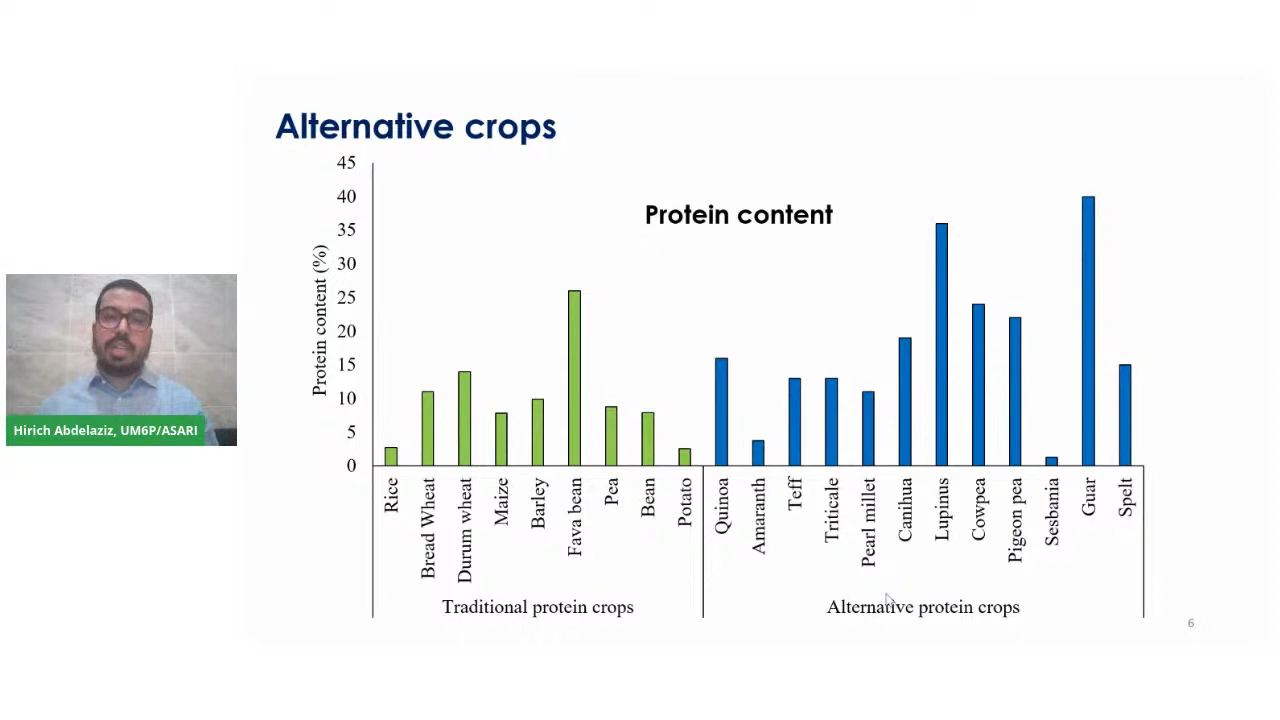 Alternative crops
Protein content
Protein content (%)
45
40
35
30
25
20
15
10
5
0
Rice
Bread Wheat
Durum wheat
Maize
Barley
Fava bean
Pea
Bean
Potato
Quinoa
Amaranth
Teff
Triticale
Pearl millet
Canihua
Lupinus
Cowpea
Pigeon pea
Sesbania
Guar
Spelt
Traditional protein crops
Alternative protein crops
6
Hirich Abdelaziz, UM6P/ASARI